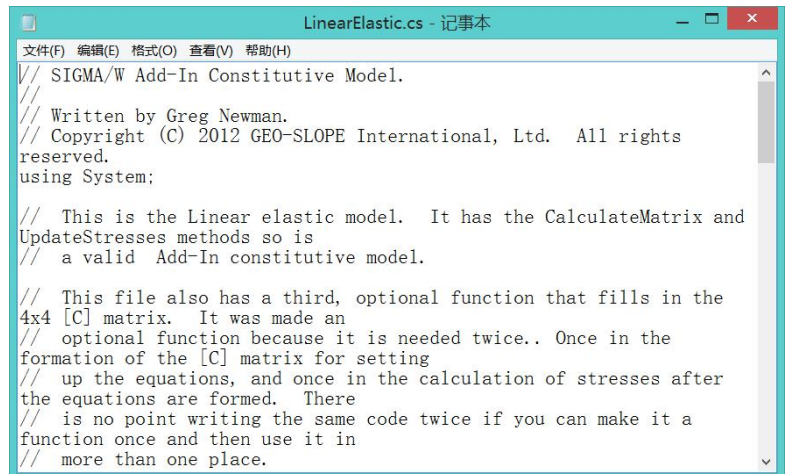 LinearElastic.cs - 记事本
文件(F) 编辑(E) 格式(O) 查看(V) 帮助(H)
// SIGMA/W Add-In Constitutive Model.
//
// Written by Greg Newman.
// Copyright (C) 2012 GEO-SLOPE International, Ltd.  All rights
reserved.
using System;
//  This is the Linear elastic model.  It has the CalculateMatrix and
UpdateStresses methods so is
//  a valid  Add-In constitutive model.
//  This file also has a third, optional function that fills in the
4x4 [C] matrix.  It was made an
//  optional function because it is needed twice.. Once in the
formation of the [C] matrix for setting
//  up the equations, and once in the calculation of stresses after
the equations are formed.  There
//  is no point writing the same code twice if you can make it a
function once and then use it in
//  more than one place.